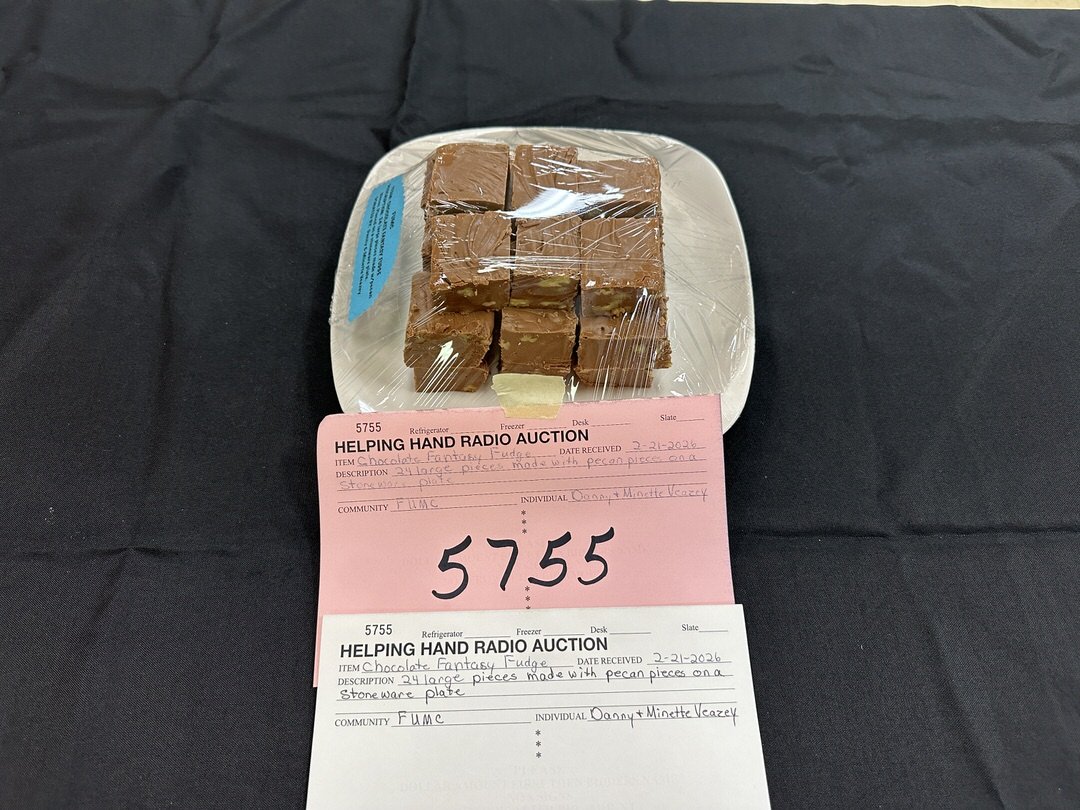 5755 Refrigerator Freezer Desk Slate
HELPING HAND RADIO AUCTION
ITEM Chocolate Fantasy Fudge DATE RECEIVED 2-21-2026
DESCRIPTION 24 large pieces made with pecan pieces on a
Stoneware plate
COMMUNITY FUMC INDIVIDUAL Danny + Minette Veazey
*
*
*
5755
*
*
5755 Refrigerator Freezer Desk Slate
HELPING HAND RADIO AUCTION
ITEM Chocolate Fantasy Fudge DATE RECEIVED 2-21-2026
DESCRIPTION 24 large pieces made with pecan pieces on a
Stoneware plate
COMMUNITY FUMC INDIVIDUAL Danny + Minette Veazey
*
*
*